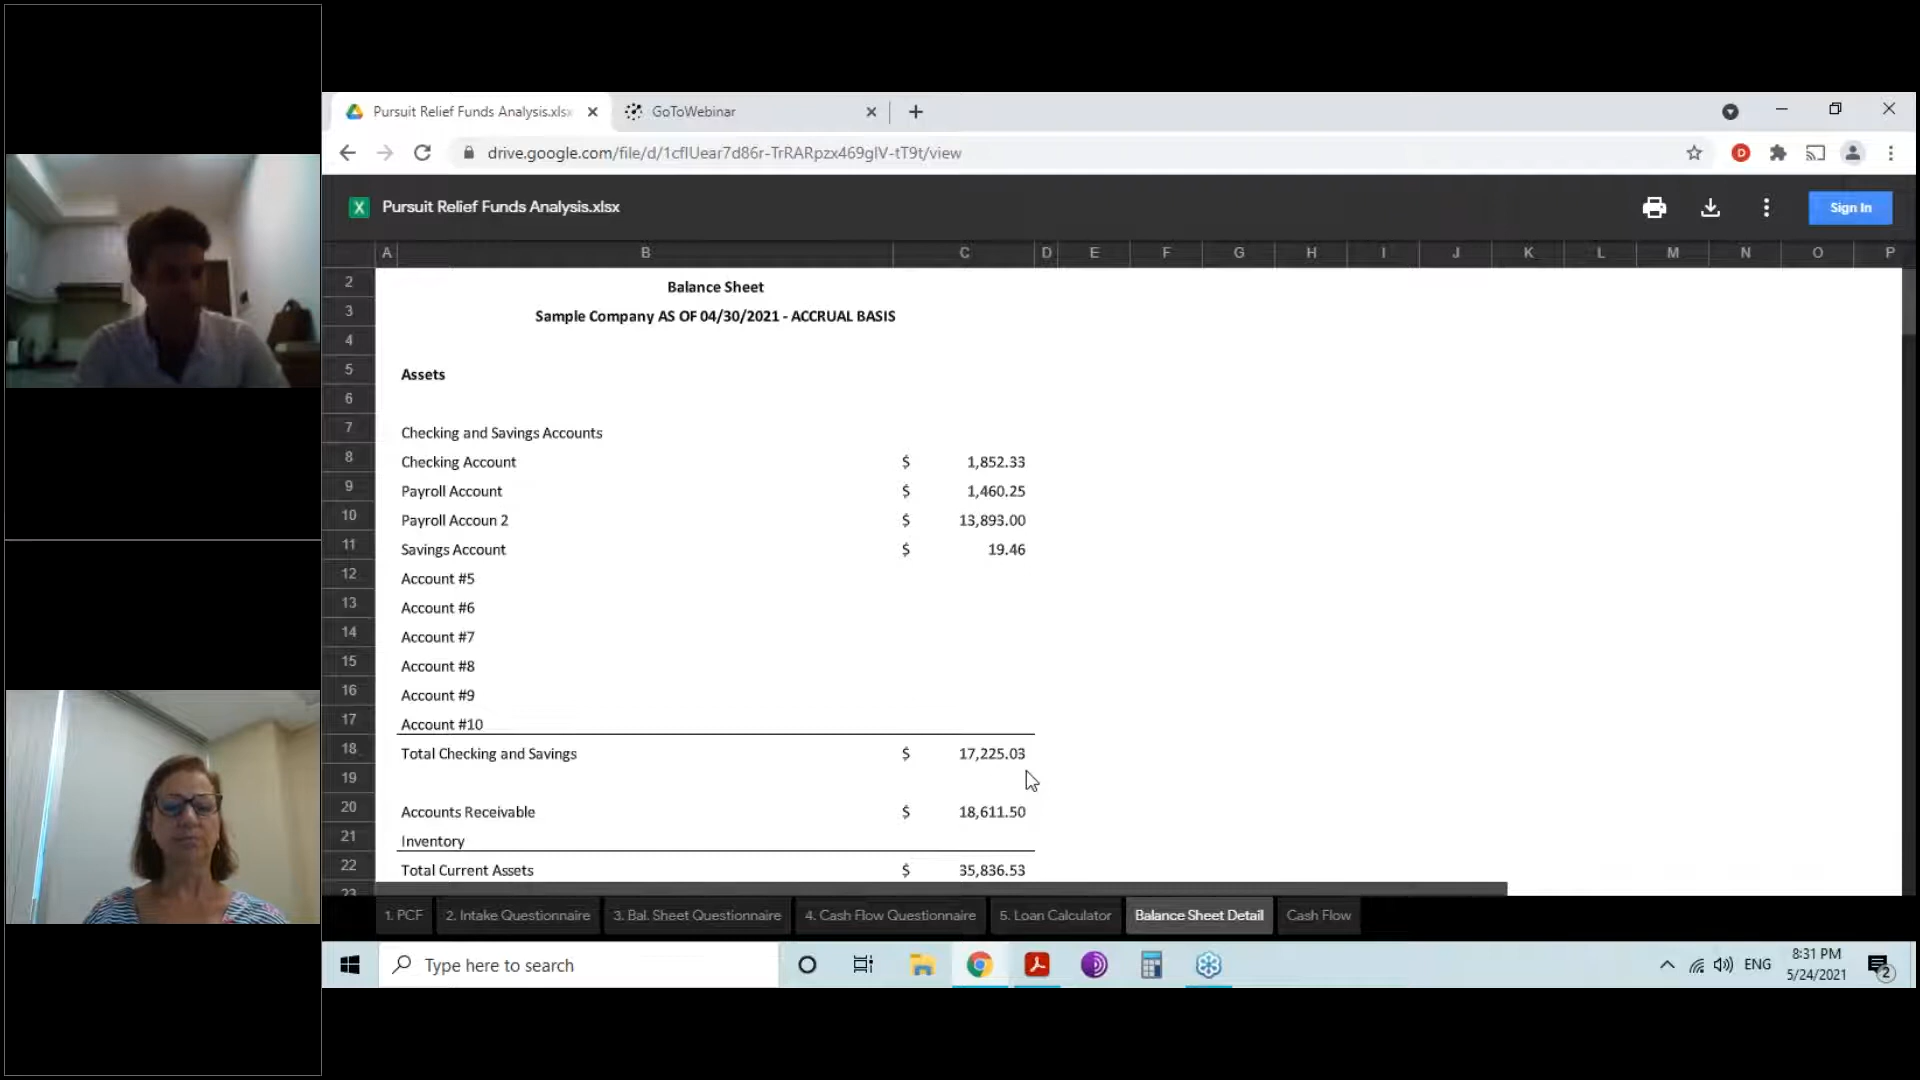 Pursuit Relief Funds Analysis.xlsx
GoToWebinar
drive.google.com/file/d/1cflUear7d86r-TrRARpzx469glV-tT9t/view
D
X
Pursuit Relief Funds Analysis.xlsx
Sign In
A B C D E F G H I J K L M N O P
2 Balance Sheet
3 Sample Company AS OF 04/30/2021 - ACCRUAL BASIS
4
5 Assets
6
7 Checking and Savings Accounts
8 Checking Account $ 1,852.33
9 Payroll Account $ 1,460.25
10 Payroll Accoun 2 $ 13,893.00
11 Savings Account $ 19.46
12 Account #5
13 Account #6
14 Account #7
15 Account #8
16 Account #9
17 Account #10
18 Total Checking and Savings $ 17,225.03
19
20 Accounts Receivable $ 18,611.50
21 Inventory
22 Total Current Assets $ 35,836.53
23
1. PCF 2. Intake Questionnaire 3. Bal. Sheet Questionnaire 4. Cash Flow Questionnaire 5. Loan Calculator Balance Sheet Detail Cash Flow
Type here to search
ENG
8:31 PM
5/24/2021
2